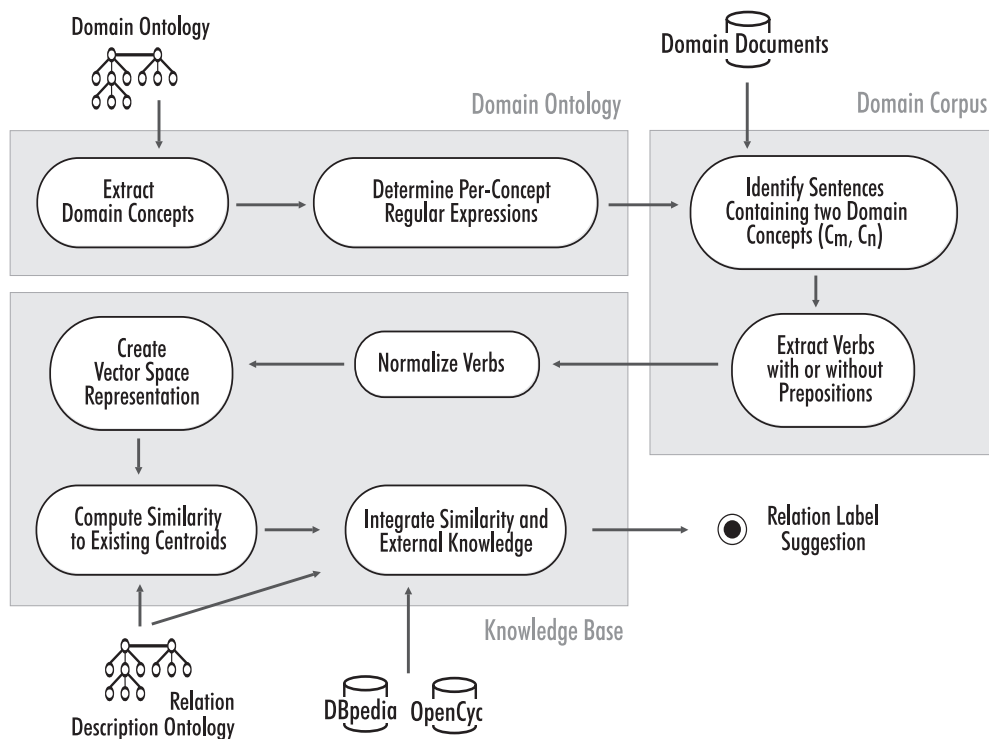 Domain Ontology
Domain Documents
Domain Ontology
Domain Corpus
Extract
Domain Concepts
Determine Per-Concept
Regular Expressions
Identify Sentences
Containing two Domain
Concepts (Cm, Cn)
Create
Vector Space
Representation
Normalize Verbs
Extract Verbs
with or without
Prepositions
Compute Similarity
to Existing Centroids
Integrate Similarity and
External Knowledge
Relation Label
Suggestion
Knowledge Base
Relation
Description Ontology
DBpedia
OpenCyc